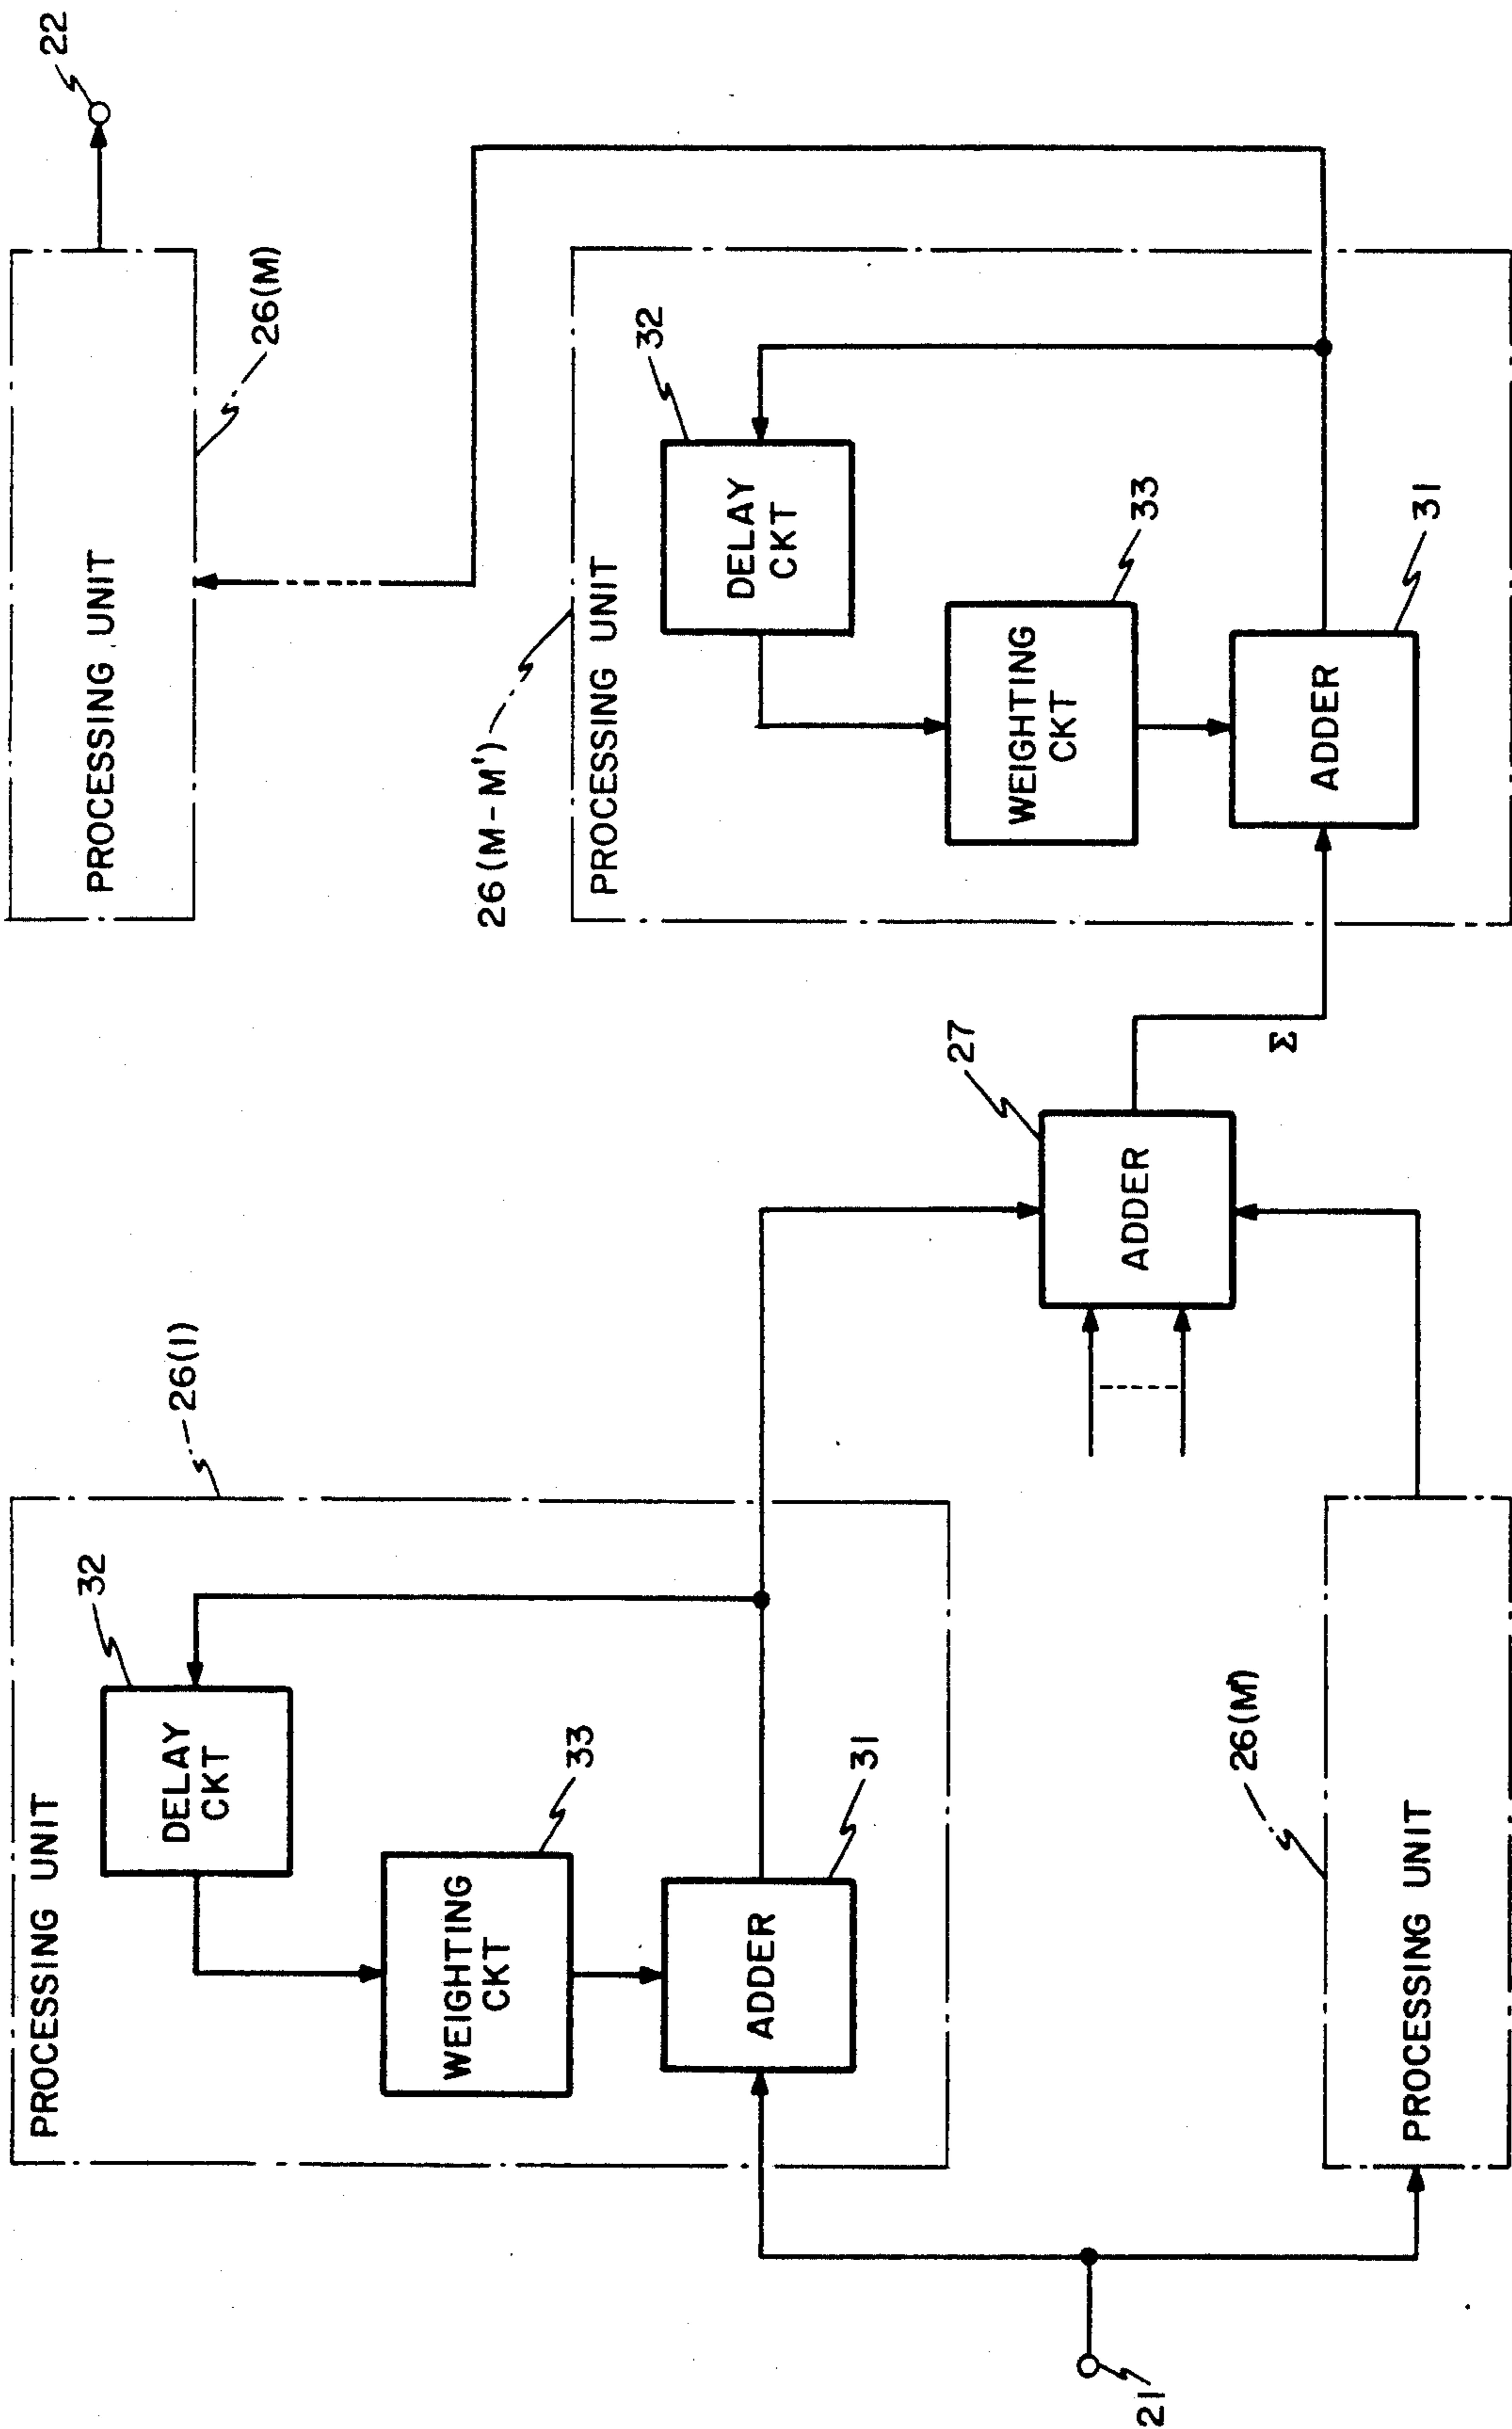 PROCESSING UNIT
26(1)
32
DELAY
CKT
33
WEIGHTING
CKT
31
ADDER
21
PROCESSING UNIT
26(M')
27
ADDER
Σ
26(M-M')
PROCESSING UNIT
32
DELAY
CKT
33
WEIGHTING
CKT
31
ADDER
PROCESSING UNIT
26(M)
22